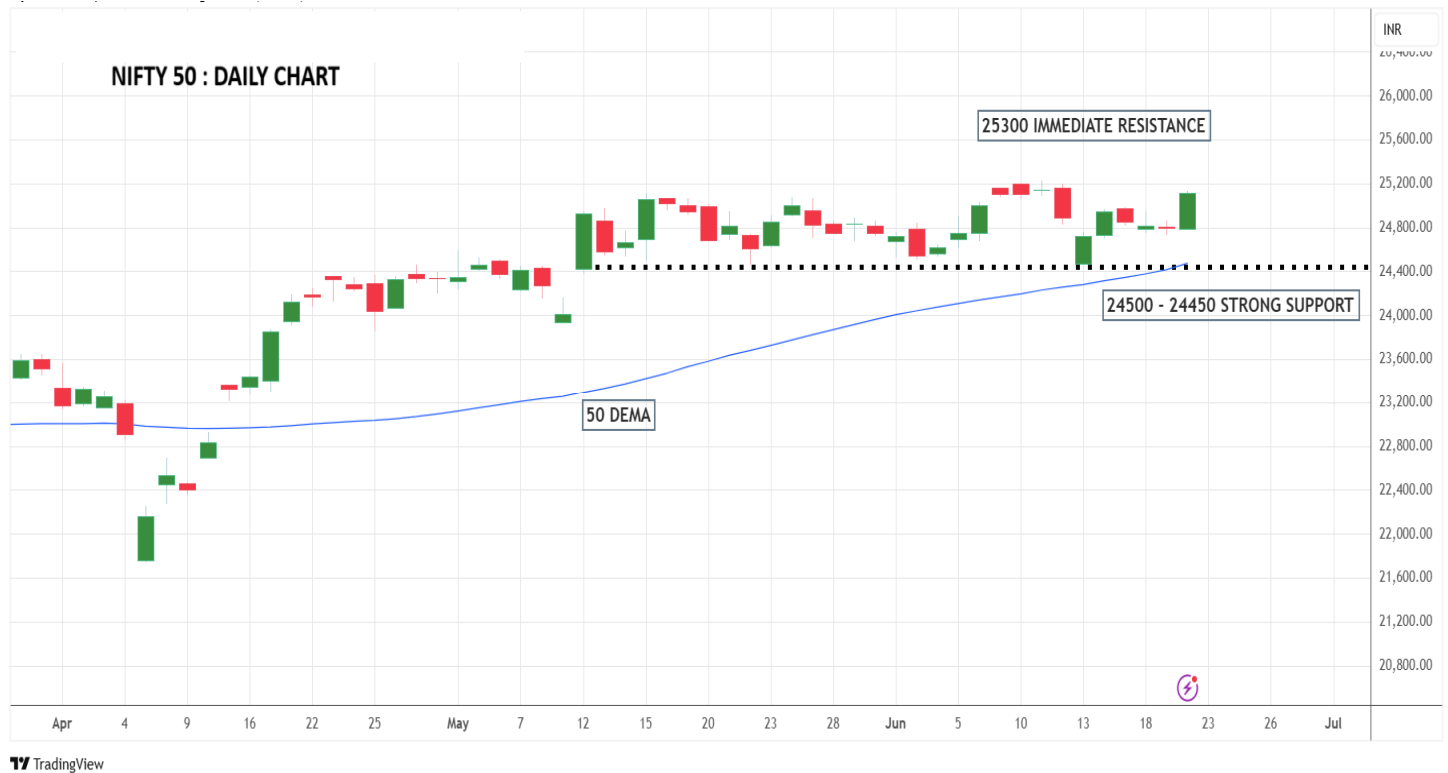 NIFTY 50 : DAILY CHART
INR
26,400.00
26,000.00
25300 IMMEDIATE RESISTANCE
25,600.00
25,200.00
24,800.00
24,400.00
24500 - 24450 STRONG SUPPORT
24,000.00
23,600.00
23,200.00
50 DEMA
22,800.00
22,400.00
22,000.00
21,600.00
21,200.00
20,800.00
Apr 4 9 16 22 25 May 7 12 15 20 23 28 Jun 5 10 13 18 23 26 Jul
TradingView